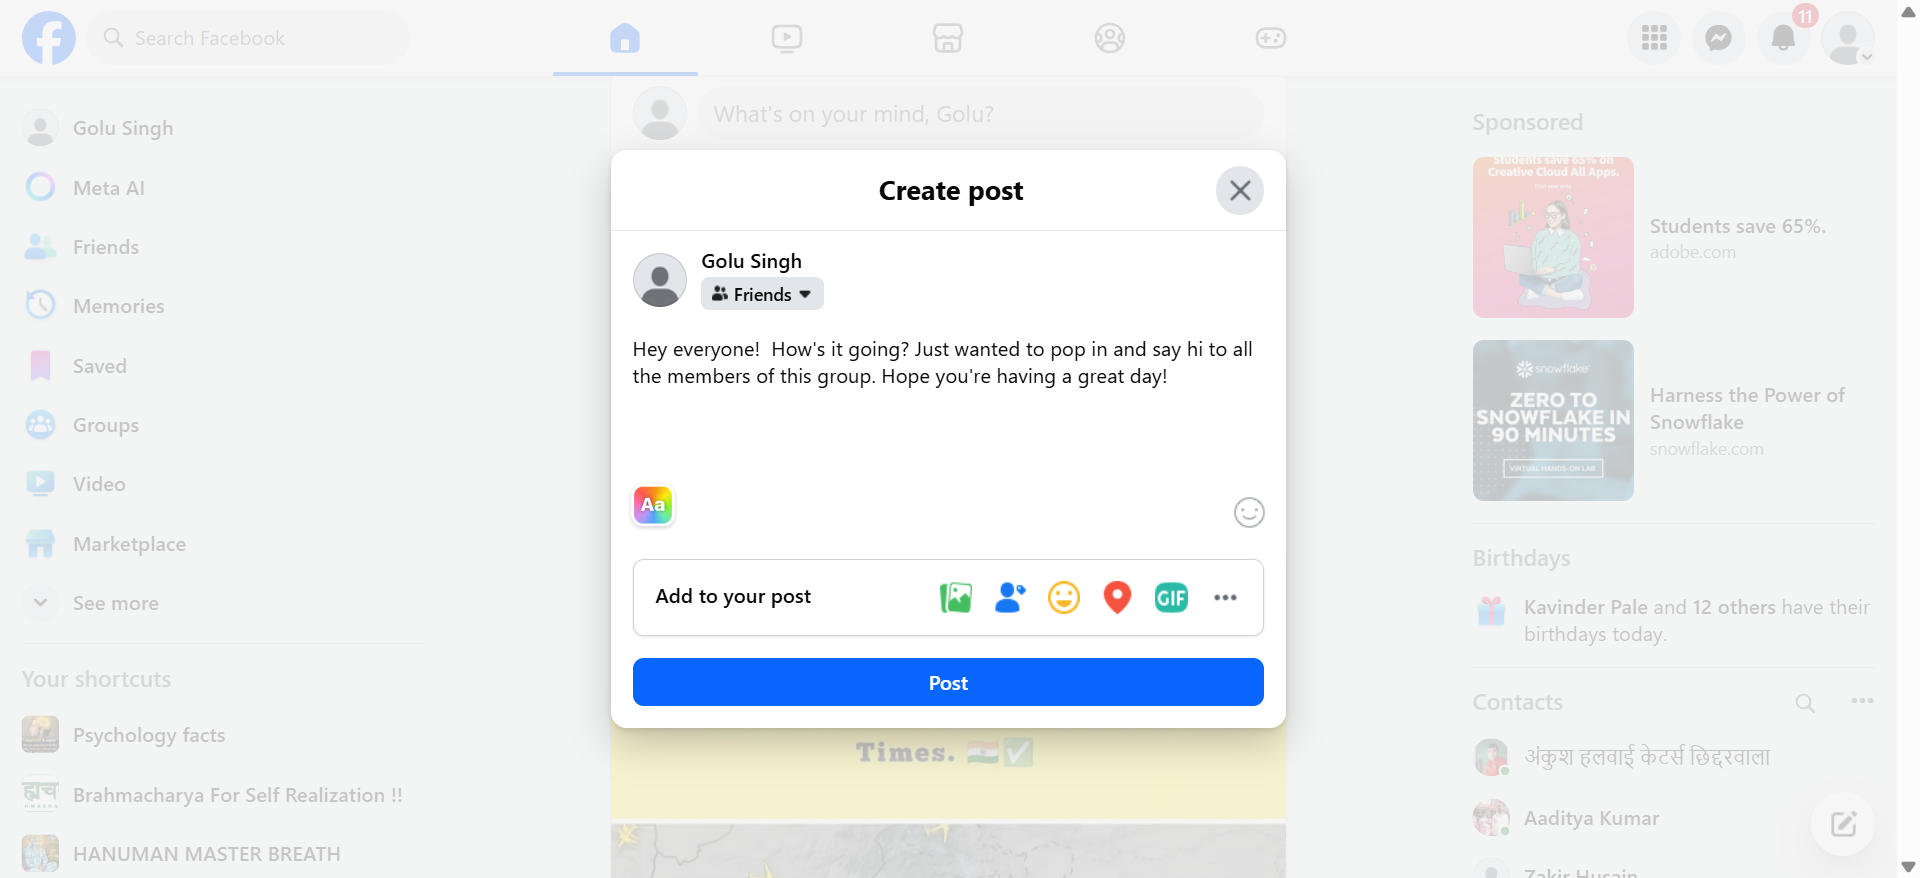 Search Facebook
11
Golu Singh
Meta AI
Friends
Memories
Saved
Groups
Video
Marketplace
See more
Your shortcuts
Psychology facts
Brahmacharya For Self Realization !!
HANUMAN MASTER BREATH
What's on your mind, Golu?
Create post
Golu Singh
Friends
Hey everyone!  How's it going? Just wanted to pop in and say hi to all
the members of this group. Hope you're having a great day!
Aa
Add to your post
GIF
Post
Times. 🇮🇳✅
Sponsored
Students save 65% on
Creative Cloud All Apps.
Students save 65%.
adobe.com
snowflake
ZERO TO
SNOWFLAKE IN
90 MINUTES
VIRTUAL HANDS-ON LAB
Harness the Power of
Snowflake
snowflake.com
Birthdays
Kavinder Pale and 12 others have their
birthdays today.
Contacts
अंकुश हलवाई केटर्स छिद्दरवाला
Aaditya Kumar
Zakir Husain